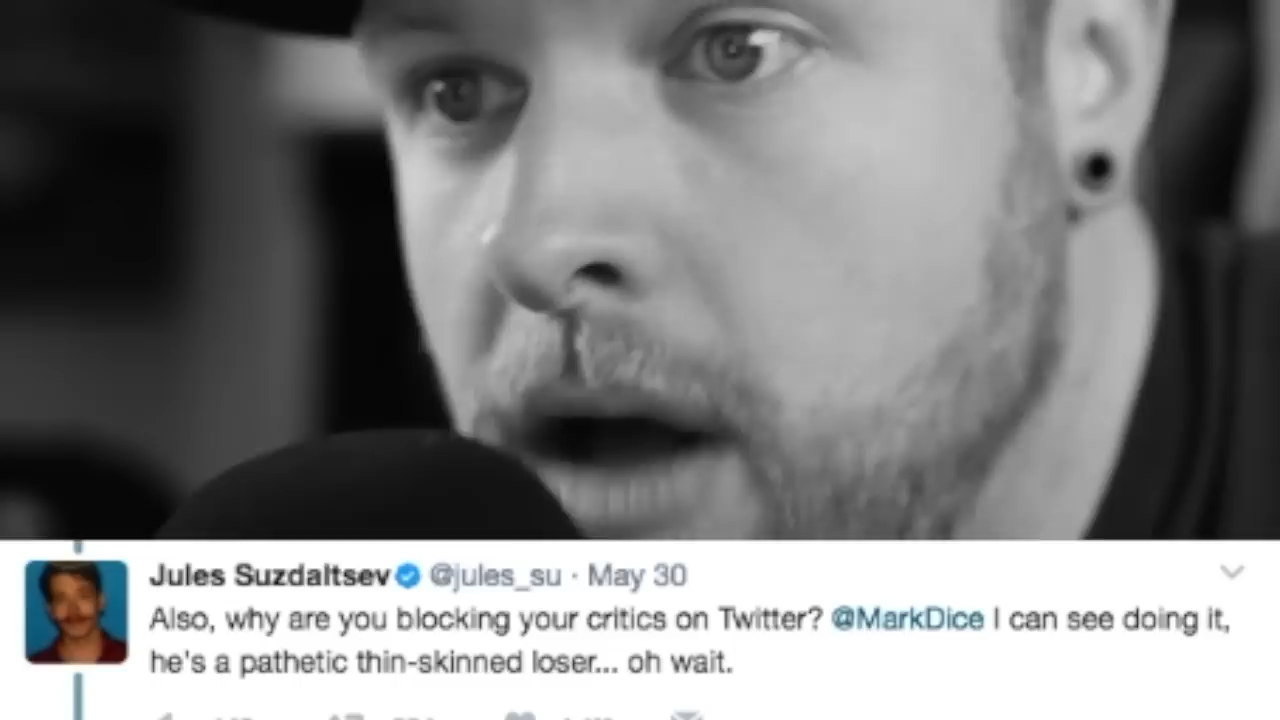 Jules Suzdaltsev @jules_su · May 30
Also, why are you blocking your critics on Twitter? @MarkDice I can see doing it,
he's a pathetic thin-skinned loser... oh wait.